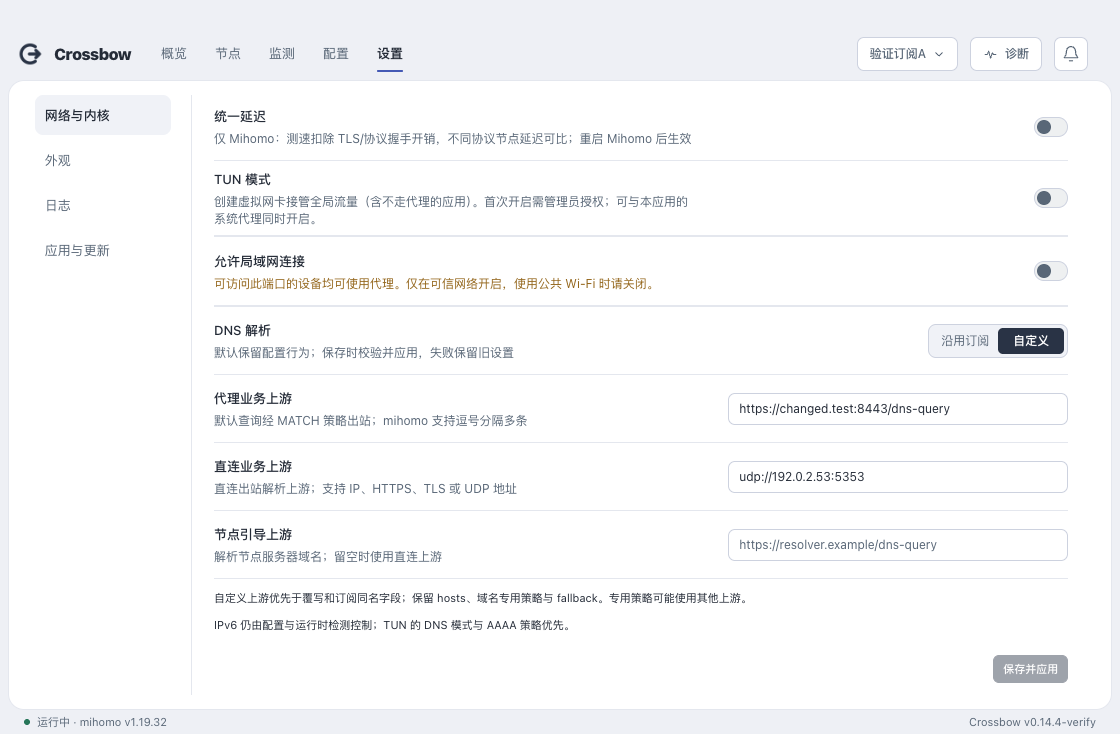 Crossbow 概览 节点 监测 配置 设置 验证订阅A 诊断
网络与内核
外观
日志
应用与更新
统一延迟
仅 Mihomo：测速扣除 TLS/协议握手开销，不同协议节点延迟可比；重启 Mihomo 后生效
TUN 模式
创建虚拟网卡接管全局流量（含不走代理的应用）。首次开启需管理员授权；可与本应用的
系统代理同时开启。
允许局域网连接
可访问此端口的设备均可使用代理。仅在可信网络开启，使用公共 Wi-Fi 时请关闭。
DNS 解析
默认保留配置行为；保存时校验并应用，失败保留旧设置
沿用订阅 自定义
代理业务上游
默认查询经 MATCH 策略出站；mihomo 支持逗号分隔多条
https://changed.test:8443/dns-query
直连业务上游
直连出站解析上游；支持 IP、HTTPS、TLS 或 UDP 地址
udp://192.0.2.53:5353
节点引导上游
解析节点服务器域名；留空时使用直连上游
https://resolver.example/dns-query
自定义上游优先于覆写和订阅同名字段；保留 hosts、域名专用策略与 fallback。专用策略可能使用其他上游。
IPv6 仍由配置与运行时检测控制；TUN 的 DNS 模式与 AAAA 策略优先。
保存并应用
运行中 · mihomo v1.19.32
Crossbow v0.14.4-verify